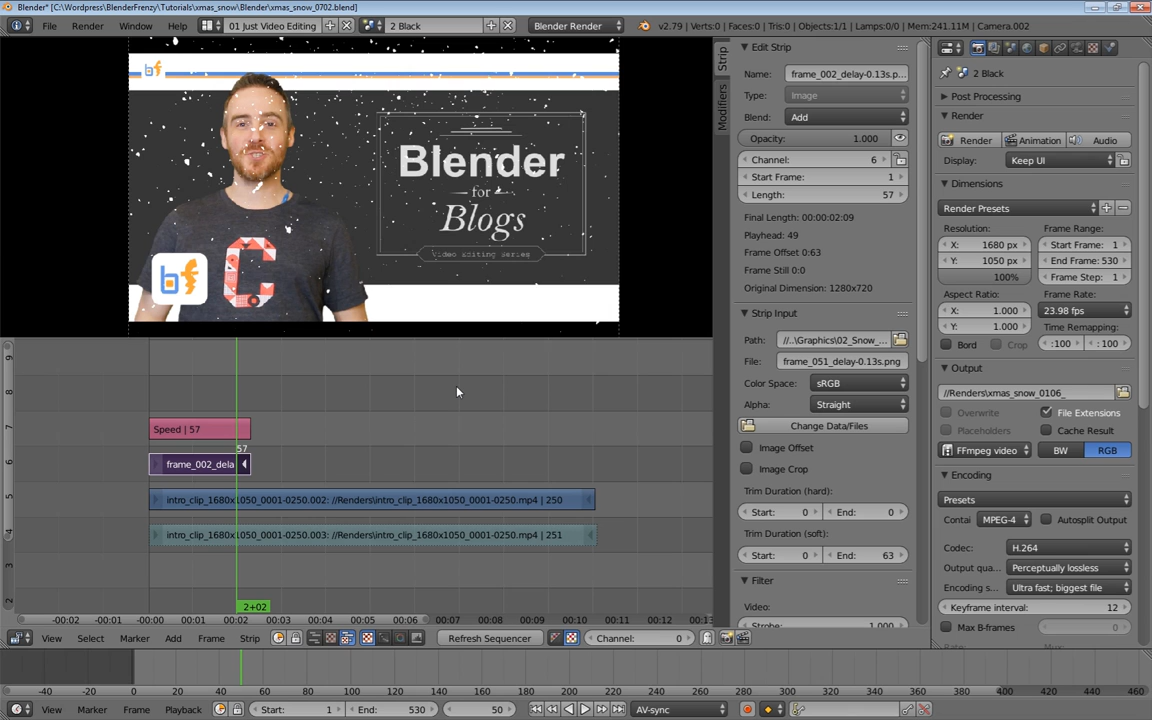 Blender* [C:\Wordpress\BlenderFrenzy\Tutorials\xmas_snow\xmas_snow_0702.blend]
File
Render
Window
Help
01 Just Video Editing
2 Black
Blender Render
v2.79 | Verts:0 | Faces:0 | Tris:0 | Objects:1/1 | Lamps:0/0 | Mem:241.11M | Camera.002
bf
Blender
for
Blogs
Video Editing Series
bf
C
9
8
7
6
5
4
3
2
Speed | 57
57
frame_002_dela
intro_clip_1680x1050_0001-0250.002: //Renders\intro_clip_1680x1050_0001-0250.mp4 | 250
intro_clip_1680x1050_0001-0250.003: //Renders\intro_clip_1680x1050_0001-0250.mp4 | 251
2+02
-00:02 -00:01 -00:00 00:01 00:02 00:03 00:04 00:05 00:06 00:07 00:08 00:09 00:10 00:11 00:12 00:13
View
Select
Marker
Add
Frame
Strip
Refresh Sequencer
Channel: 0
-40 -20 0 20 40 60 80 100 120 140 160 180 200 220 240 260 280 300 320 340 360 380 400 420 440 460
View
Marker
Frame
Playback
Start: 1
End: 530
50
AV-sync
Strip
Modifiers
Edit Strip
Name: frame_002_delay-0.13s.p...
Type: Image
Blend: Add
Opacity: 1.000
Channel: 6
Start Frame: 1
Length: 57
Final Length: 00:00:02:09
Playhead: 49
Frame Offset 0:63
Frame Still 0:0
Original Dimension: 1280x720
Strip Input
Path: //..\Graphics\02_Snow_...
File: frame_051_delay-0.13s.png
Color Space: sRGB
Alpha: Straight
Change Data/Files
Image Offset
Image Crop
Trim Duration (hard):
Start: 0
End: 0
Trim Duration (soft):
Start: 0
End: 63
Filter
Video:
Strobe: 1.000
2 Black
Post Processing
Render
Render
Animation
Audio
Display: Keep UI
Dimensions
Render Presets
Resolution:
Frame Range:
X: 1680 px
Start Frame: 1
Y: 1050 px
End Frame: 530
100%
Frame Step: 1
Aspect Ratio:
Frame Rate:
X: 1.000
23.98 fps
Y: 1.000
Time Remapping:
Bord
Crop
:100
: 100
Output
//Renders\xmas_snow_0106_
Overwrite
File Extensions
Placeholders
Cache Result
FFmpeg video
BW
RGB
Encoding
Presets
Contai
MPEG-4
Autosplit Output
Codec: H.264
Output qua... Perceptually lossless
Encoding s... Ultra fast; biggest file
Keyframe interval: 12
Max B-frames